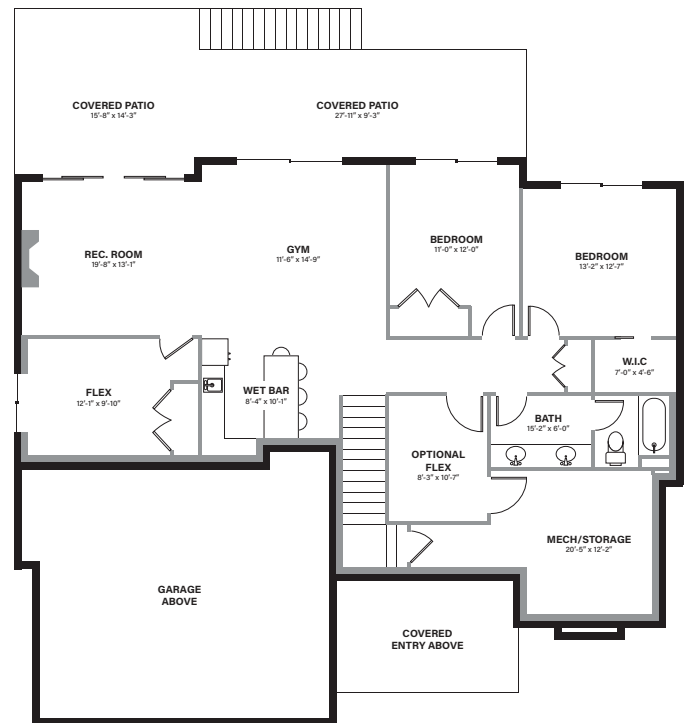 COVERED PATIO
15'-8" x 14'-3"
COVERED PATIO
27'-11" x 9'-3"
REC. ROOM
19'-8" x 13'-1"
GYM
11'-6" x 14'-9"
BEDROOM
11'-0" x 12'-0"
BEDROOM
13'-2" x 12'-7"
W.I.C
7'-0" x 4'-6"
FLEX
12'-1" x 9'-10"
WET BAR
8'-4" x 10'-1"
BATH
15'-2" x 6'-0"
OPTIONAL
FLEX
8'-3" x 10'-7"
MECH/STORAGE
20'-5" x 12'-2"
GARAGE
ABOVE
COVERED
ENTRY ABOVE